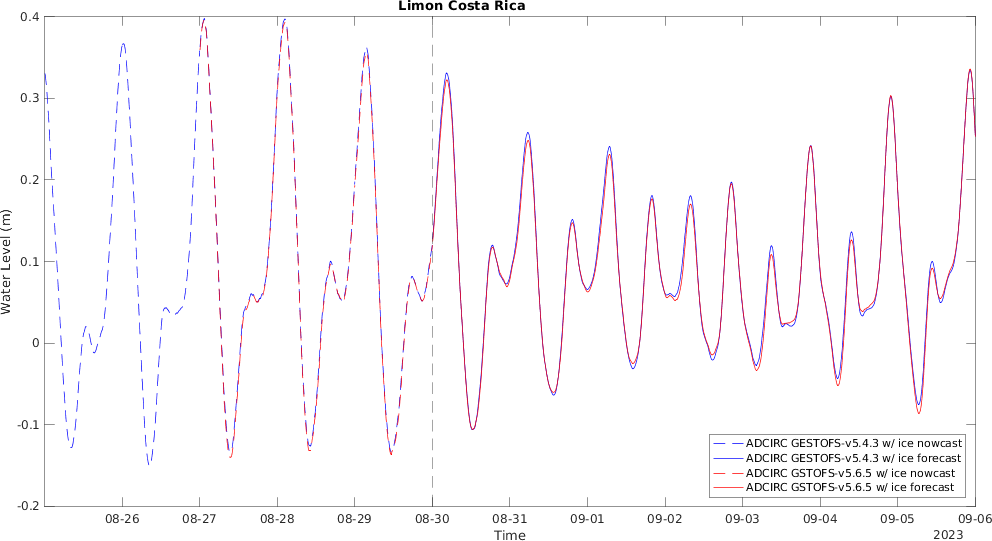 Limon Costa Rica
0.4
0.3
0.2
0.1
0
-0.1
-0.2
Water Level (m)
ADCIRC GESTOFS-v5.4.3 w/ ice nowcast
ADCIRC GESTOFS-v5.4.3 w/ ice forecast
ADCIRC GSTOFS-v5.6.5 w/ ice nowcast
ADCIRC GSTOFS-v5.6.5 w/ ice forecast
08-26 08-27 08-28 08-29 08-30 08-31 09-01 09-02 09-03 09-04 09-05 09-06
Time 2023